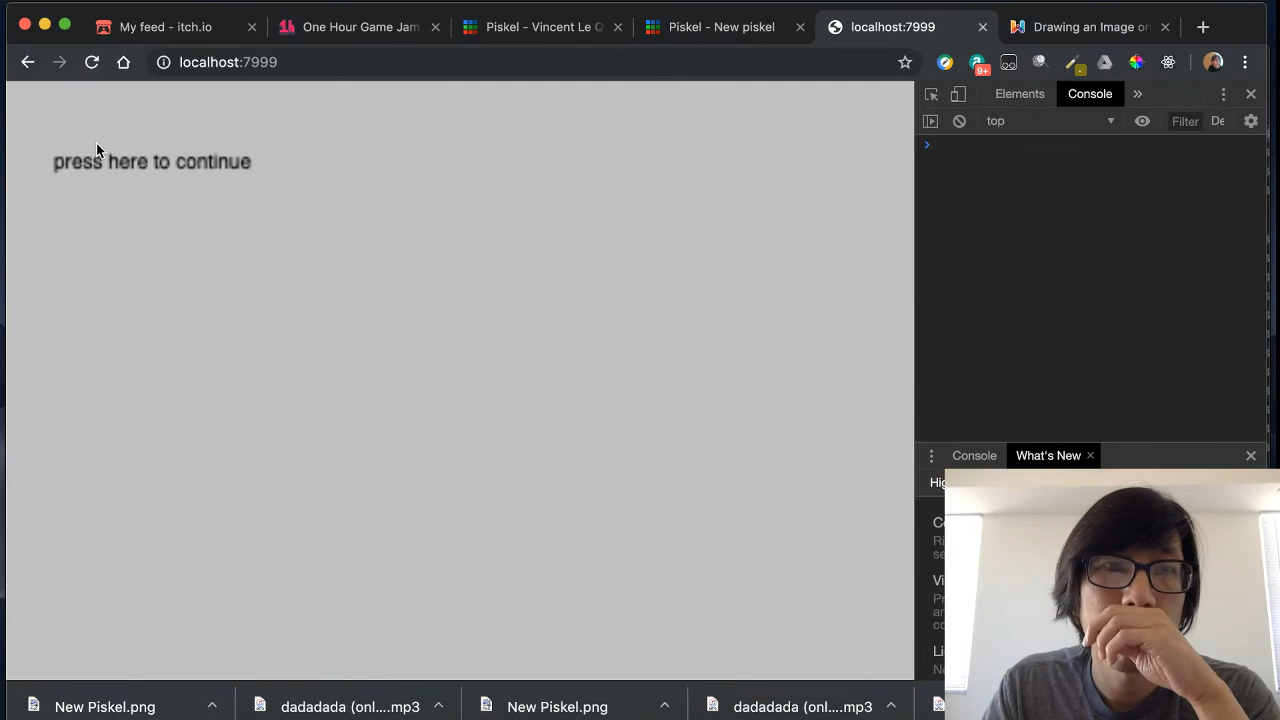 My feed - itch.io
One Hour Game Jam
Piskel - Vincent Le Q
Piskel - New piskel
localhost:7999
Drawing an Image on
localhost:7999
9+
Elements
Console
top
Filter
De
press here to continue
Console
What's New
New Piskel.png
dadadada (onl....mp3
New Piskel.png
dadadada (onl....mp3